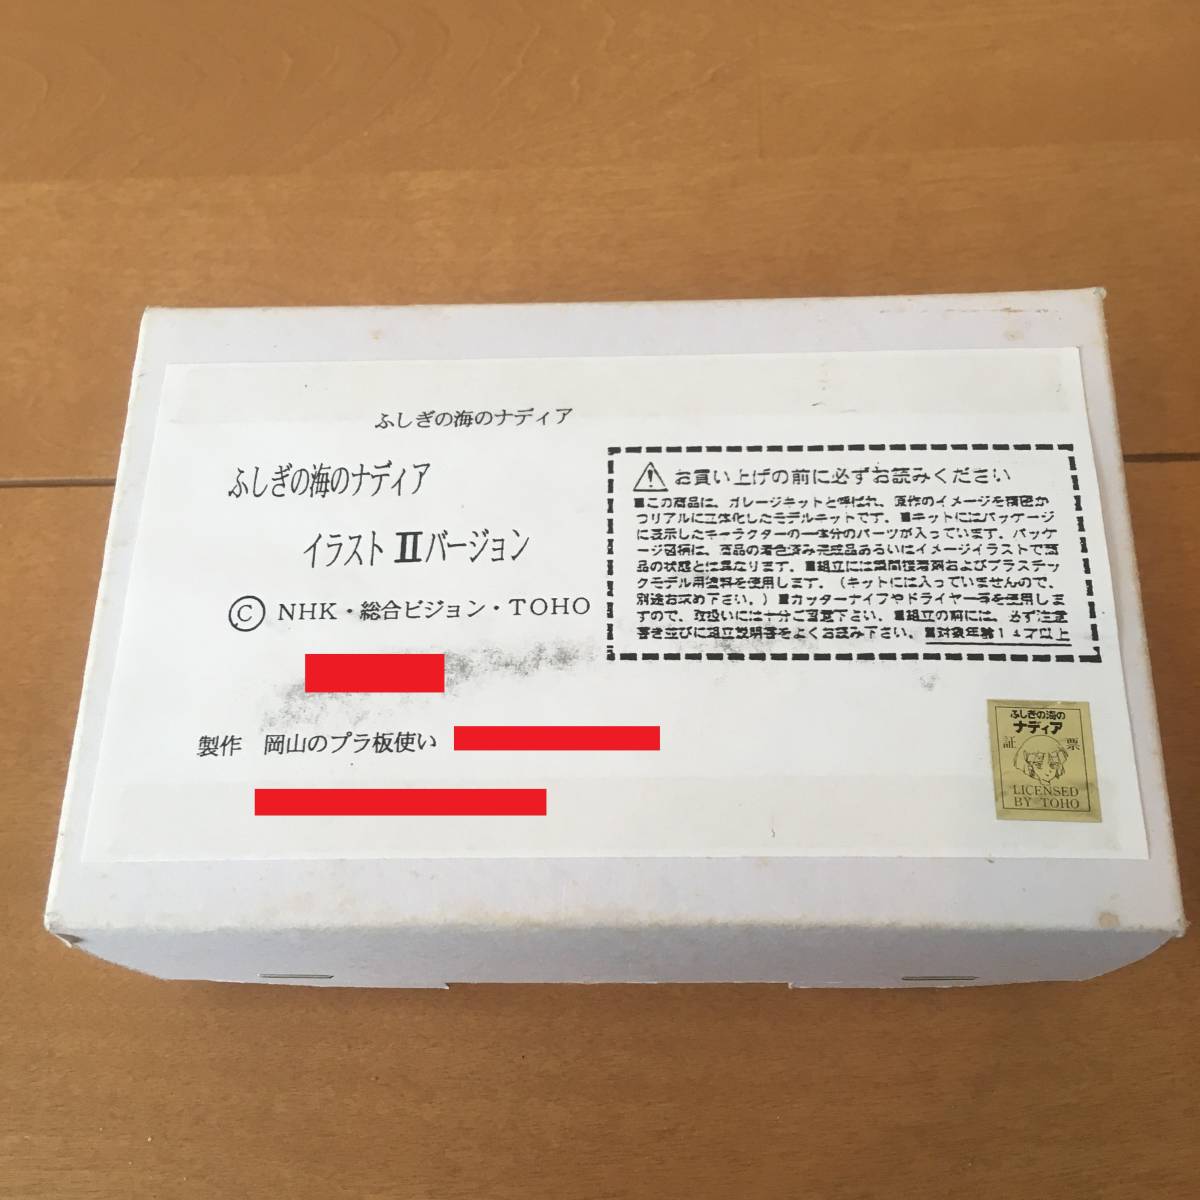 ふしぎの海のナディア
ふしぎの海のナディア
イラスト Ⅱバージョン
Ⓒ NHK・総合ビジョン・TOHO
製作 岡山のプラ板使い
⚠ お買い上げの前に必ずお読みください
■この商品は、ガレージキットと呼ばれ、原作のイメージを精密か
つリアルに立体化したモデルキットです。■キットにはパッケージ
に表示したキャラクターの一体分のパーツが入っています。パッケ
ージ図柄は、商品の着色済み完成品あるいはイメージイラストで商
品の状態とは異なります。■組立には瞬間接着剤およびプラスチッ
クモデル用塗料を使用します。（キットには入っていませんので、
別途お求め下さい。）■カッターナイフやドライヤー等を使用しま
すので、取扱いには十分ご留意下さい。■組立の前には、必ず注意
書き並びに組立説明書をよくお読み下さい。■対象年齢14才以上
ふしぎの海の
ナディア
証 票
LICENSED
BY TOHO